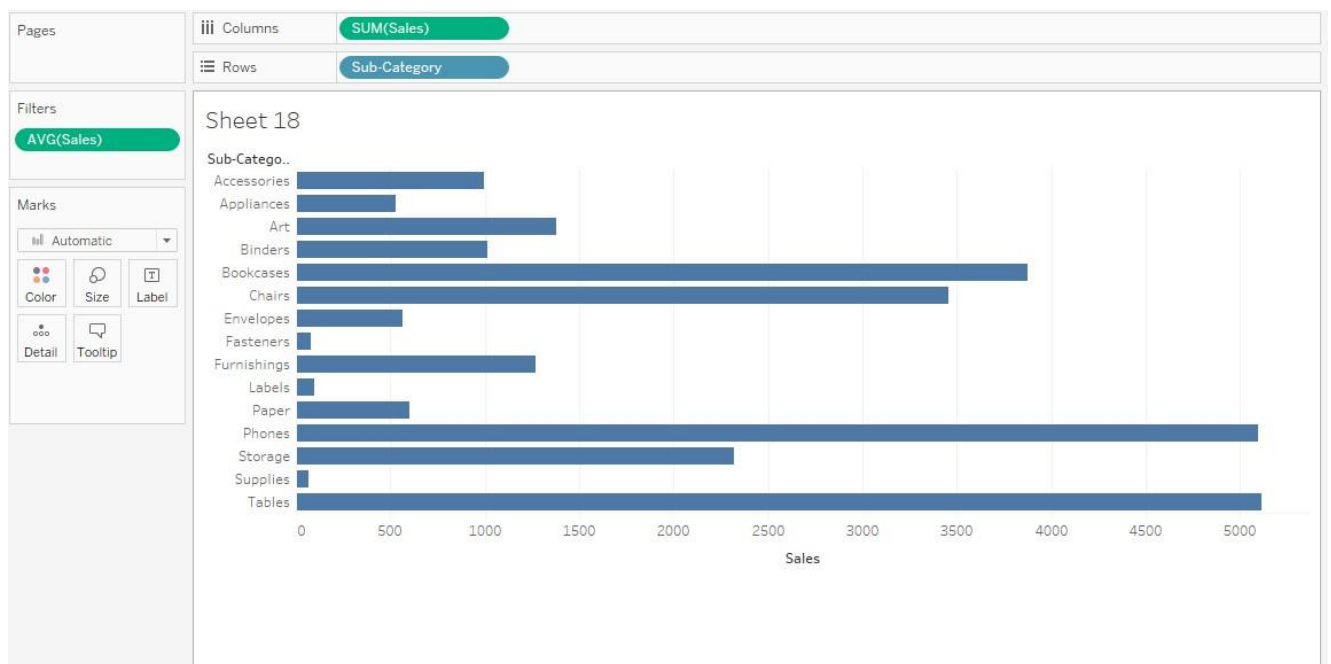 Pages
Columns SUM(Sales)
Rows Sub-Category
Filters
AVG(Sales)
Marks
Automatic
Color Size Label
Detail Tooltip
Sheet 18
Sub-Catego..
Accessories
Appliances
Art
Binders
Bookcases
Chairs
Envelopes
Fasteners
Furnishings
Labels
Paper
Phones
Storage
Supplies
Tables
0 500 1000 1500 2000 2500 3000 3500 4000 4500 5000
Sales